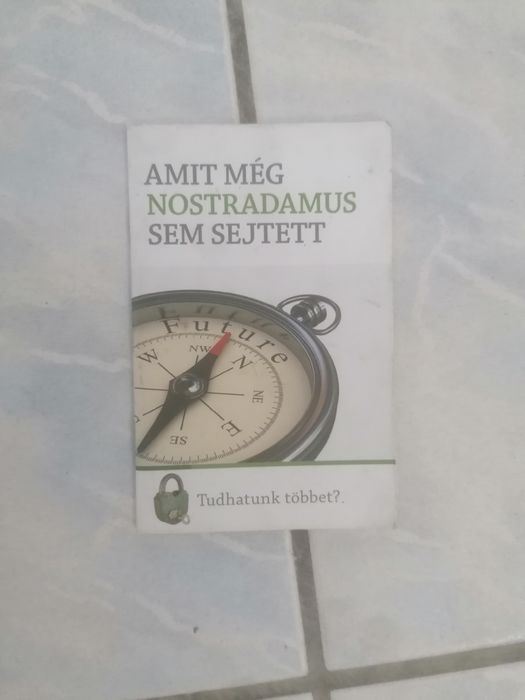 AMIT MÉG
NOSTRADAMUS
SEM SEJTETT
Future
W
NW
N
NE
E
SE
Tudhatunk többet?